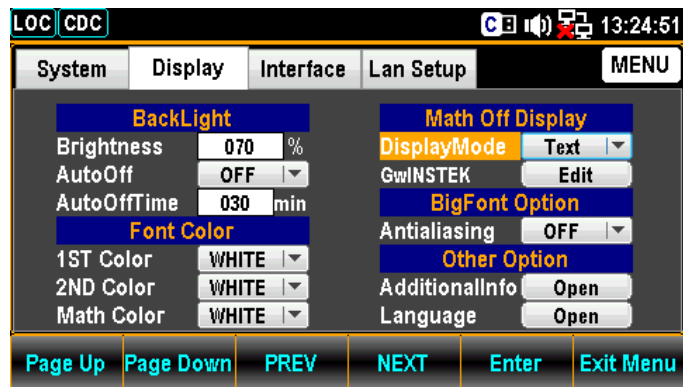 LOC CDC C 13:24:51
System Display Interface Lan Setup MENU
BackLight
Brightness 070 %
AutoOff OFF
AutoOffTime 030 min
Font Color
1ST Color WHITE
2ND Color WHITE
Math Color WHITE
Math Off Display
DisplayMode Text
GwINSTEK Edit
BigFont Option
Antialiasing OFF
Other Option
AdditionalInfo Open
Language Open
Page Up Page Down PREV NEXT Enter Exit Menu